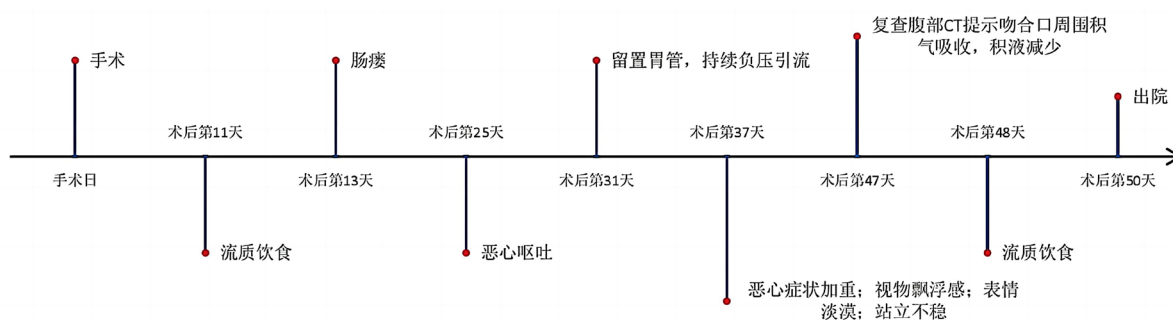 复查腹部CT提示吻合口周围积
气吸收，积液减少
手术
肠瘘
留置胃管，持续负压引流
出院
术后第11天
术后第25天
术后第37天
术后第48天
手术日
术后第13天
术后第31天
术后第47天
术后第50天
流质饮食
恶心呕吐
流质饮食
恶心症状加重；视物飘浮感；表情
淡漠；站立不稳